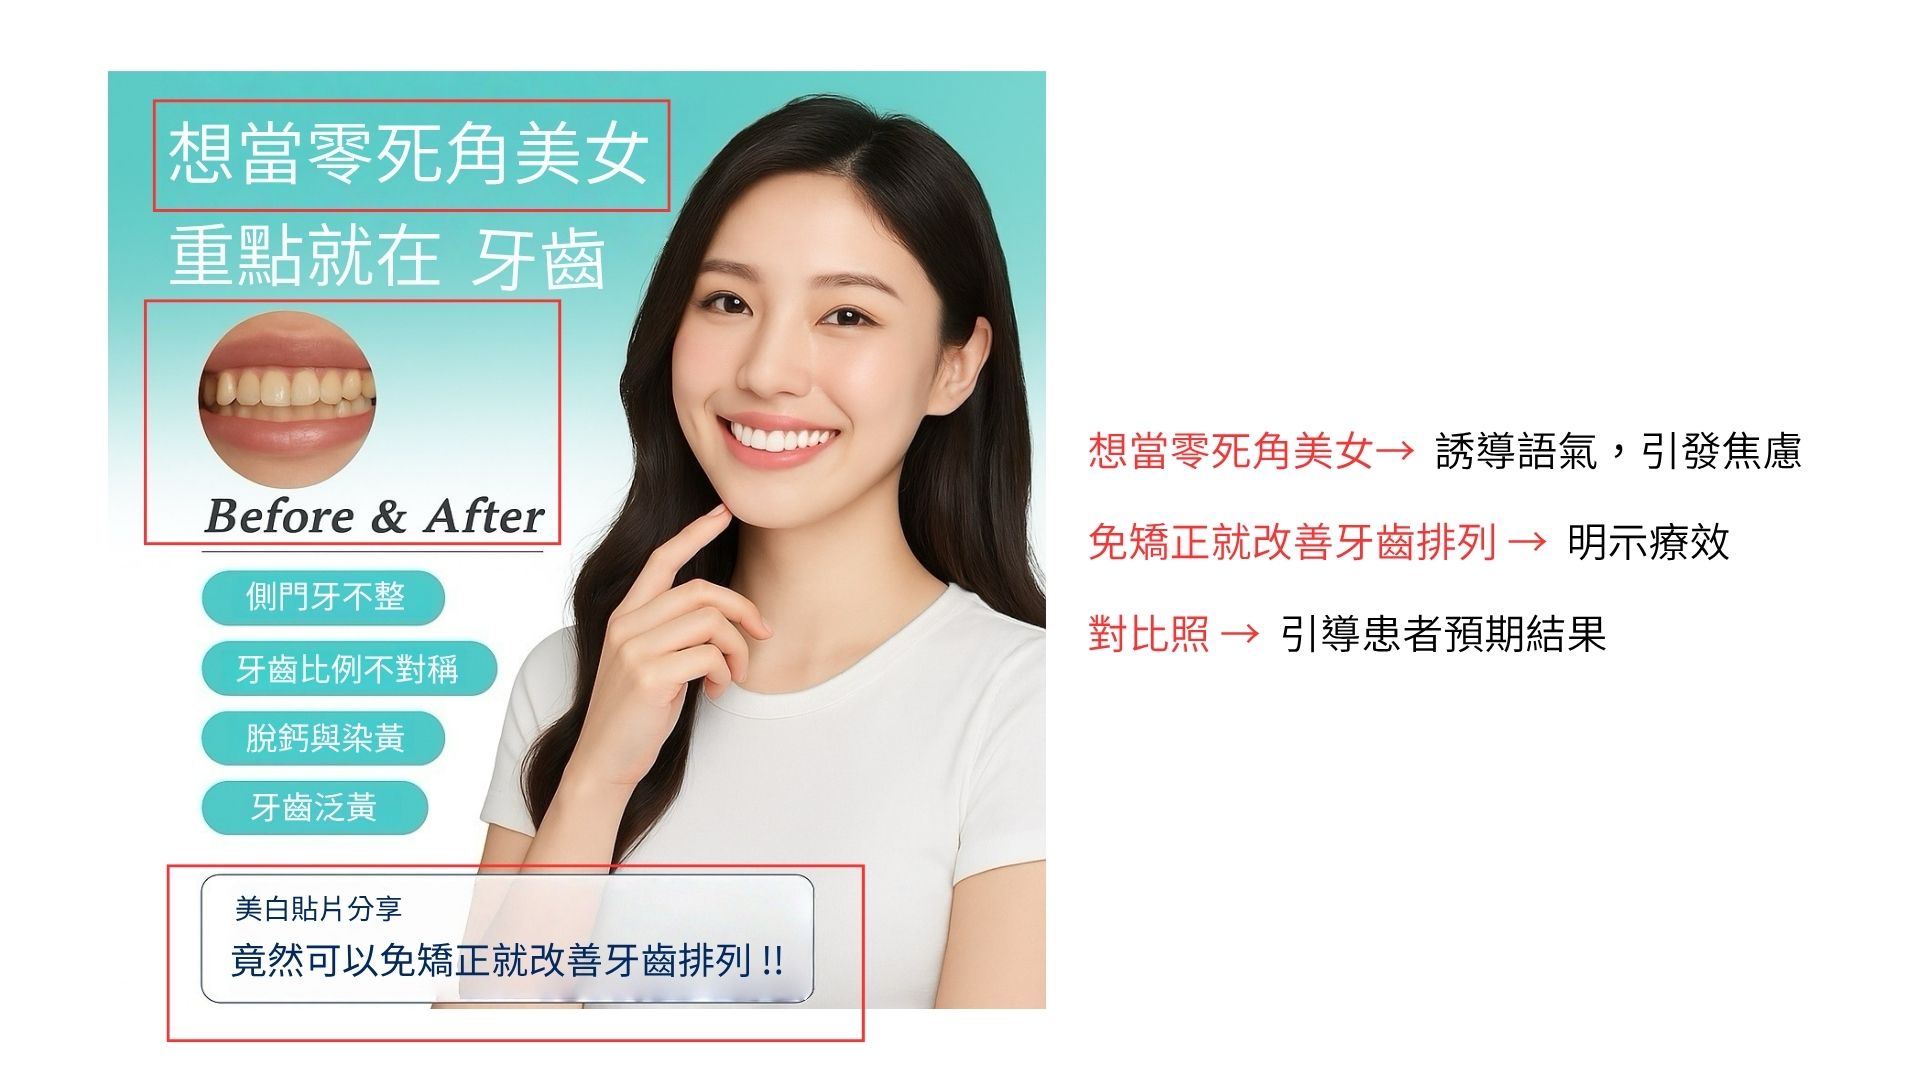 想當零死角美女
重點就在 牙齒
Before & After
側門牙不整
牙齒比例不對稱
脫鈣與染黃
牙齒泛黃
美白貼片分享
竟然可以免矯正就改善牙齒排列 !!
想當零死角美女→ 誘導語氣，引發焦慮
免矯正就改善牙齒排列 → 明示療效
對比照 → 引導患者預期結果